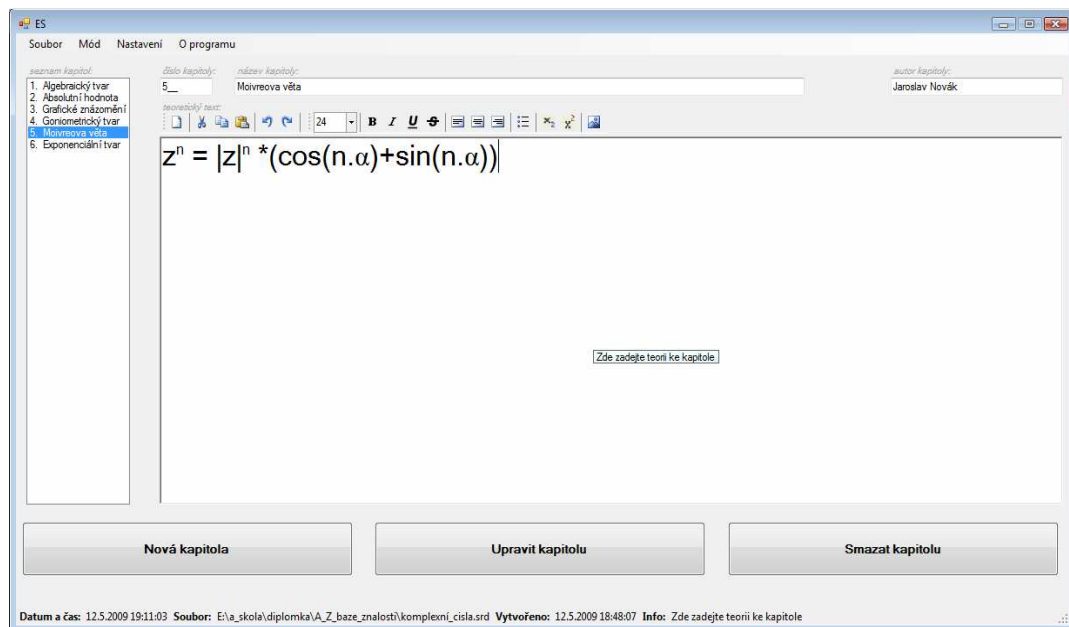 ES
Soubor Mód Nastavení O programu
seznam kapitol:
1. Algebraický tvar
2. Absolutní hodnota
3. Grafické znázornění
4. Goniometrický tvar
5. Moivreova věta
6. Exponenciální tvar
číslo kapitoly: název kapitoly: autor kapitoly:
5__ Moivreova věta Jaroslav Novák
teoretický text:
24 B I U S x₂ x²
zⁿ = |z|ⁿ *(cos(n.α)+sin(n.α))
Zde zadejte teorii ke kapitole
Nová kapitola Upravit kapitolu Smazat kapitolu
Datum a čas: 12.5.2009 19:11:03 Soubor: E:\a_skola\diplomka\A_Z_baze_znalosti\komplexní_cisla.srd Vytvořeno: 12.5.2009 18:48:07 Info: Zde zadejte teorii ke kapitole